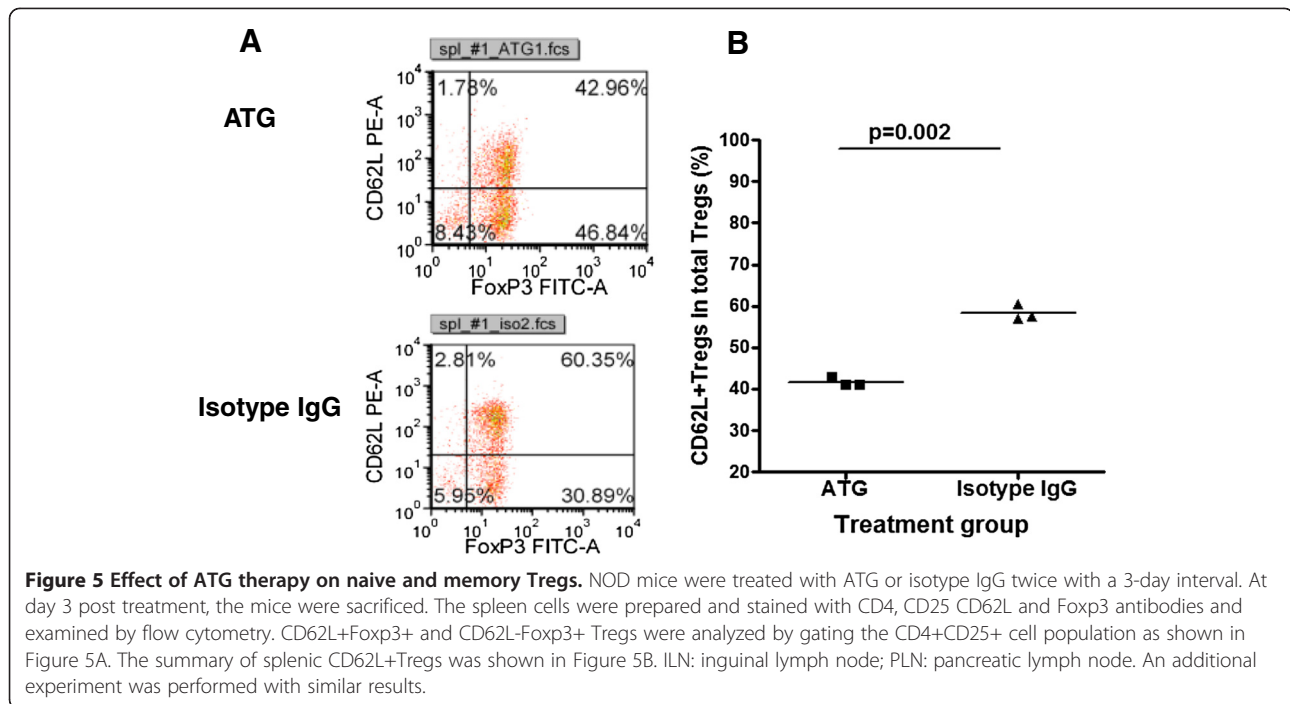 A
B
spl_#1_ATG1.fcs
ATG
CD62L PE-A
10^4
10^3
10^2
10^1
10^0
1.78%
42.96%
8.43%
46.84%
10^0 10^1 10^2 10^3 10^4
FoxP3 FITC-A
spl_#1_iso2.fcs
Isotype IgG
CD62L PE-A
10^4
10^3
10^2
10^1
10^0
2.81%
60.35%
5.95%
30.89%
10^0 10^1 10^2 10^3 10^4
FoxP3 FITC-A
CD62L+Tregs In total Tregs (%)
100
90
80
70
60
50
40
30
20
p=0.002
ATG Isotype IgG
Treatment group
Figure 5 Effect of ATG therapy on naive and memory Tregs. NOD mice were treated with ATG or isotype IgG twice with a 3-day interval. At
day 3 post treatment, the mice were sacrificed. The spleen cells were prepared and stained with CD4, CD25 CD62L and Foxp3 antibodies and
examined by flow cytometry. CD62L+Foxp3+ and CD62L-Foxp3+ Tregs were analyzed by gating the CD4+CD25+ cell population as shown in
Figure 5A. The summary of splenic CD62L+Tregs was shown in Figure 5B. ILN: inguinal lymph node; PLN: pancreatic lymph node. An additional
experiment was performed with similar results.